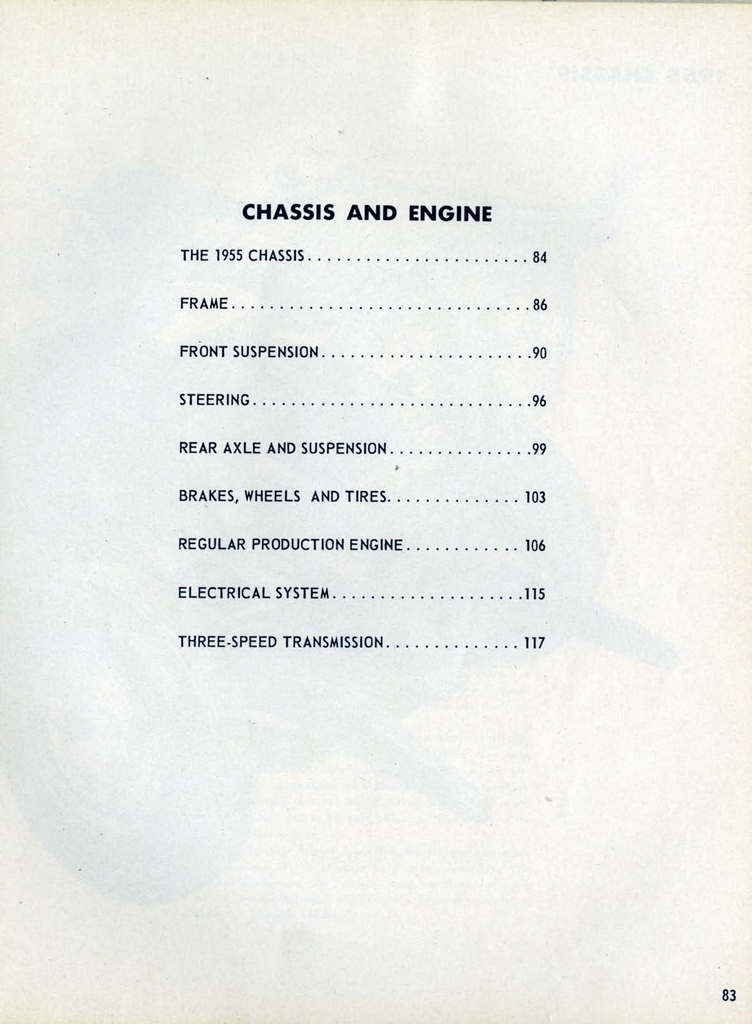 CHASSIS AND ENGINE
THE 1955 CHASSIS . . . . . . . . . . . . . . . . . . . . . . . 84
FRAME . . . . . . . . . . . . . . . . . . . . . . . . . . . . . . . 86
FRONT SUSPENSION . . . . . . . . . . . . . . . . . . . . . . 90
STEERING . . . . . . . . . . . . . . . . . . . . . . . . . . . . . 96
REAR AXLE AND SUSPENSION . . . . . . . . . . . . . . . 99
BRAKES, WHEELS AND TIRES . . . . . . . . . . . . . . 103
REGULAR PRODUCTION ENGINE . . . . . . . . . . . . 106
ELECTRICAL SYSTEM . . . . . . . . . . . . . . . . . . . . 115
THREE-SPEED TRANSMISSION . . . . . . . . . . . . . . 117
83